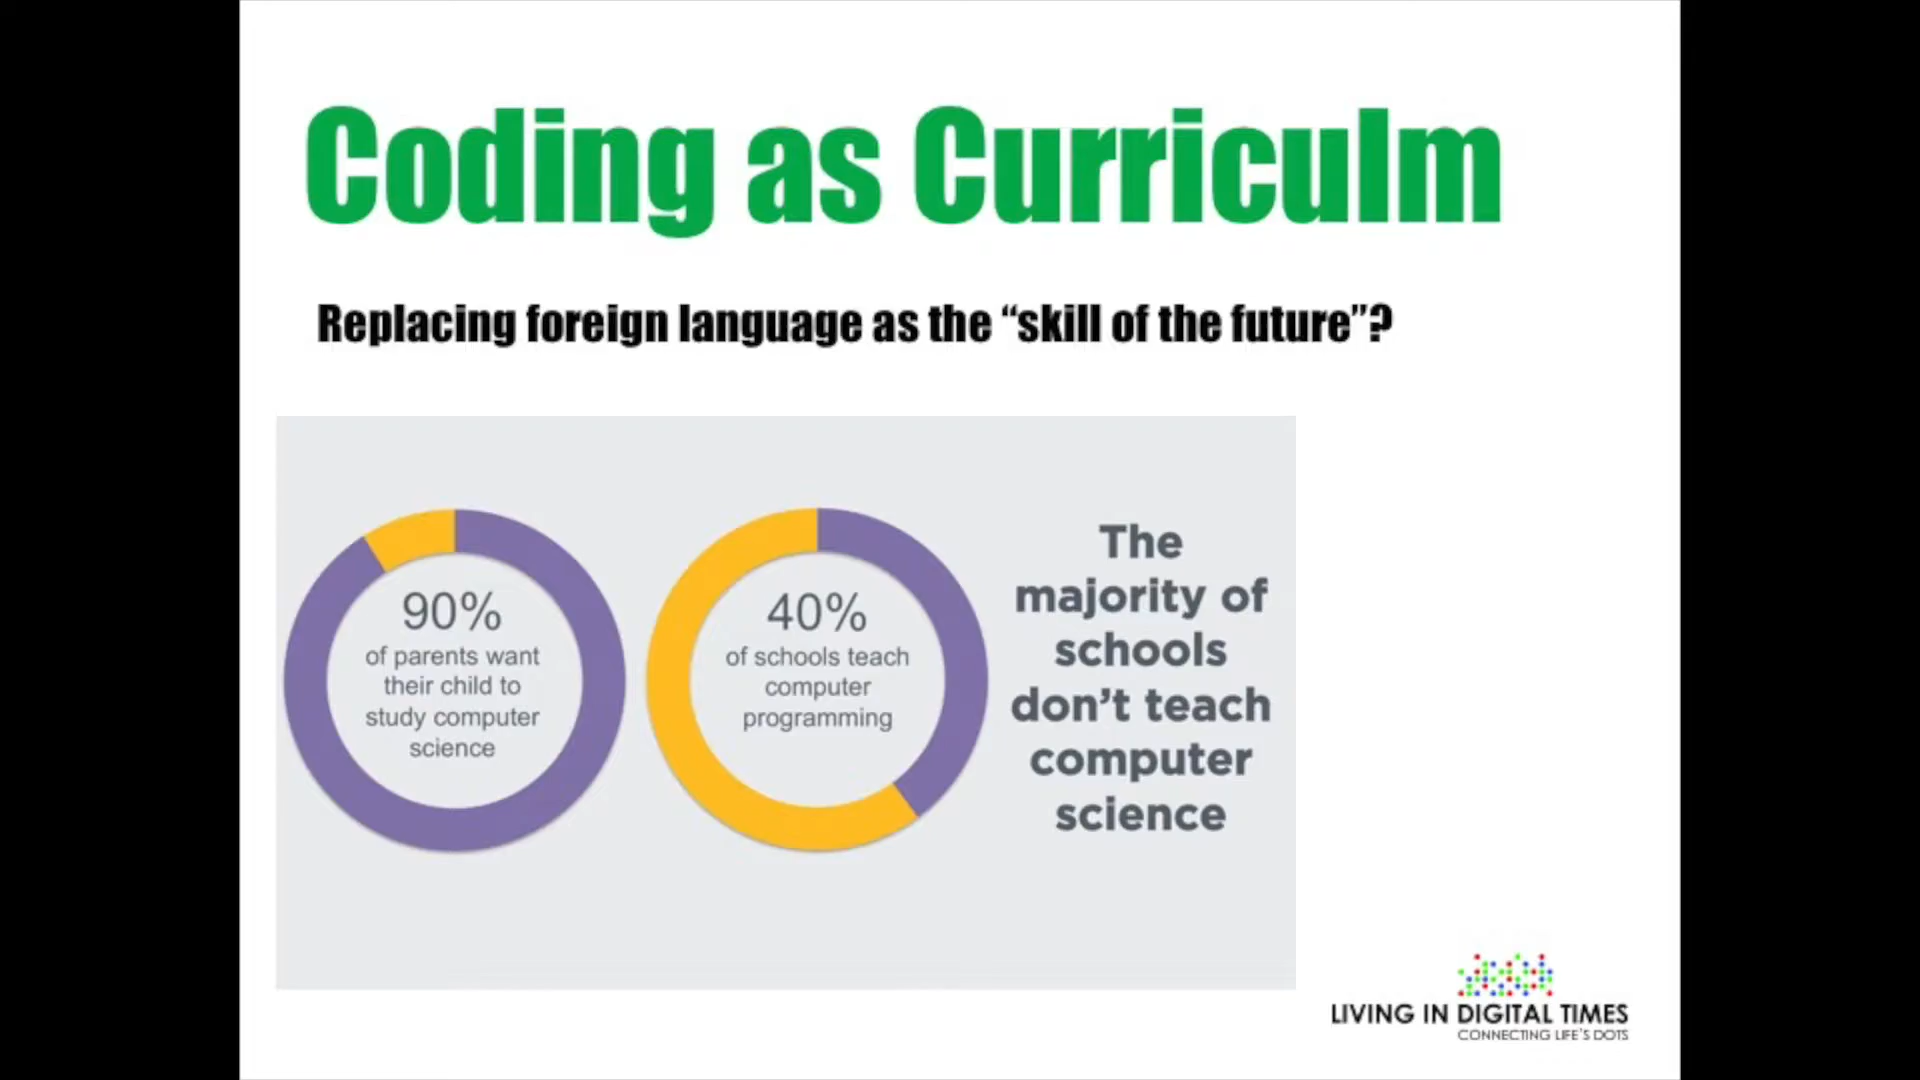 Coding as Curriculm
Replacing foreign language as the “skill of the future”?
90%
of parents want
their child to
study computer
science
40%
of schools teach
computer
programming
The
majority of
schools
don’t teach
computer
science
LIVING IN DIGITAL TIMES
CONNECTING LIFE’S DOTS